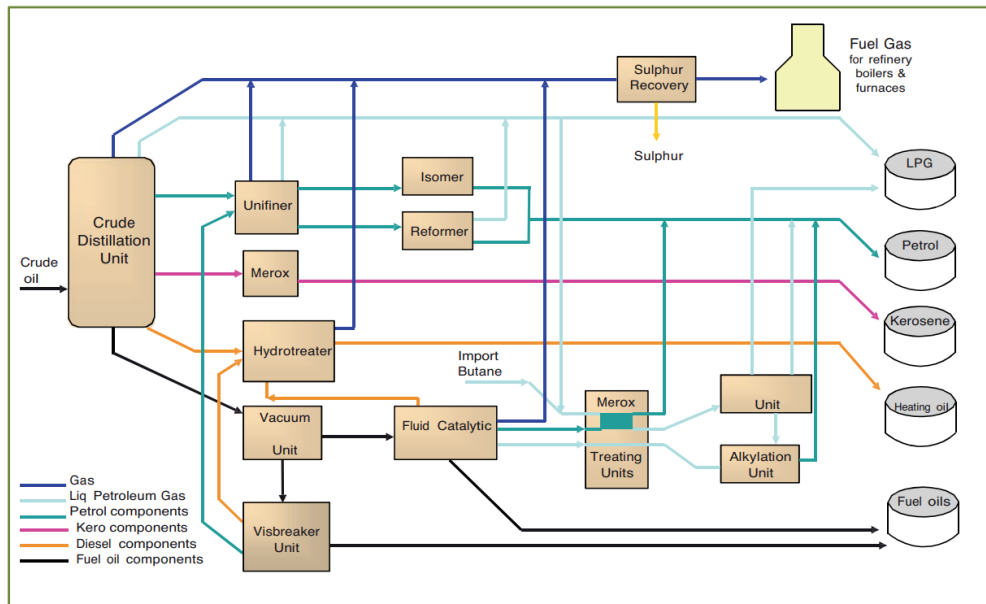 Fuel Gas
for refinery
boilers &
furnaces
Sulphur
Recovery
Sulphur
LPG
Isomer
Unifiner
Reformer
Crude
Distillation
Unit
Petrol
Crude
oil
Merox
Kerosene
Hydrotreater
Import
Butane
Merox
Treating
Units
Unit
Heating oil
Vacuum
Unit
Fluid Catalytic
Alkylation
Unit
Gas
Liq Petroleum Gas
Petrol components
Kero components
Diesel components
Fuel oil components
Visbreaker
Unit
Fuel oils